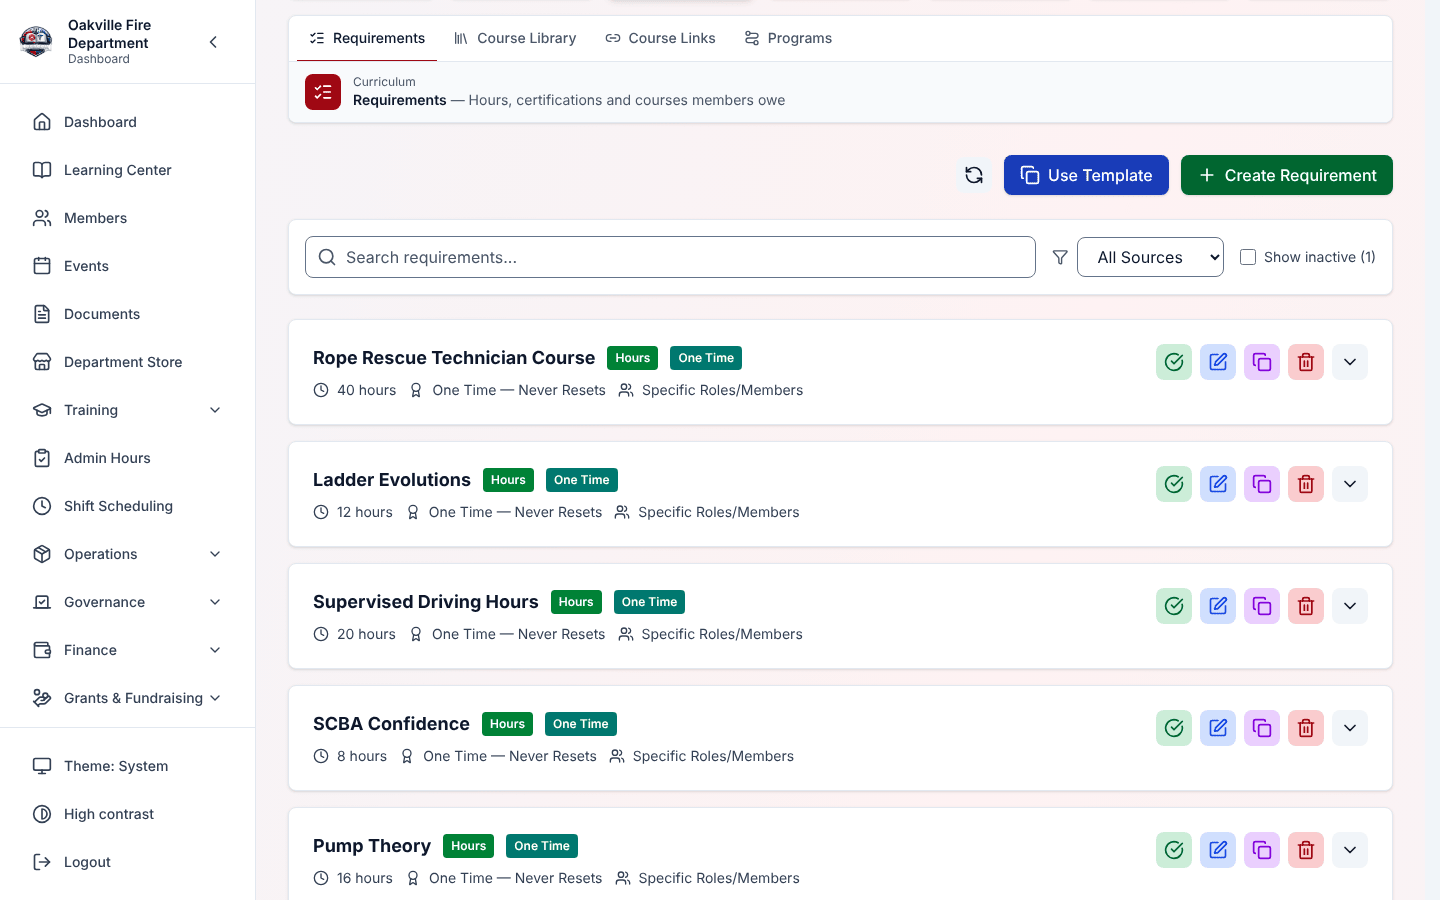 Oakville Fire Department
Dashboard
Dashboard
Learning Center
Members
Events
Documents
Department Store
Training
Admin Hours
Shift Scheduling
Operations
Governance
Finance
Grants & Fundraising
Theme: System
High contrast
Logout
Requirements
Course Library
Course Links
Programs
Curriculum
Requirements — Hours, certifications and courses members owe
Use Template
Create Requirement
Search requirements...
All Sources
Show inactive (1)
Rope Rescue Technician Course Hours One Time
40 hours One Time — Never Resets Specific Roles/Members
Ladder Evolutions Hours One Time
12 hours One Time — Never Resets Specific Roles/Members
Supervised Driving Hours Hours One Time
20 hours One Time — Never Resets Specific Roles/Members
SCBA Confidence Hours One Time
8 hours One Time — Never Resets Specific Roles/Members
Pump Theory Hours One Time
16 hours One Time — Never Resets Specific Roles/Members